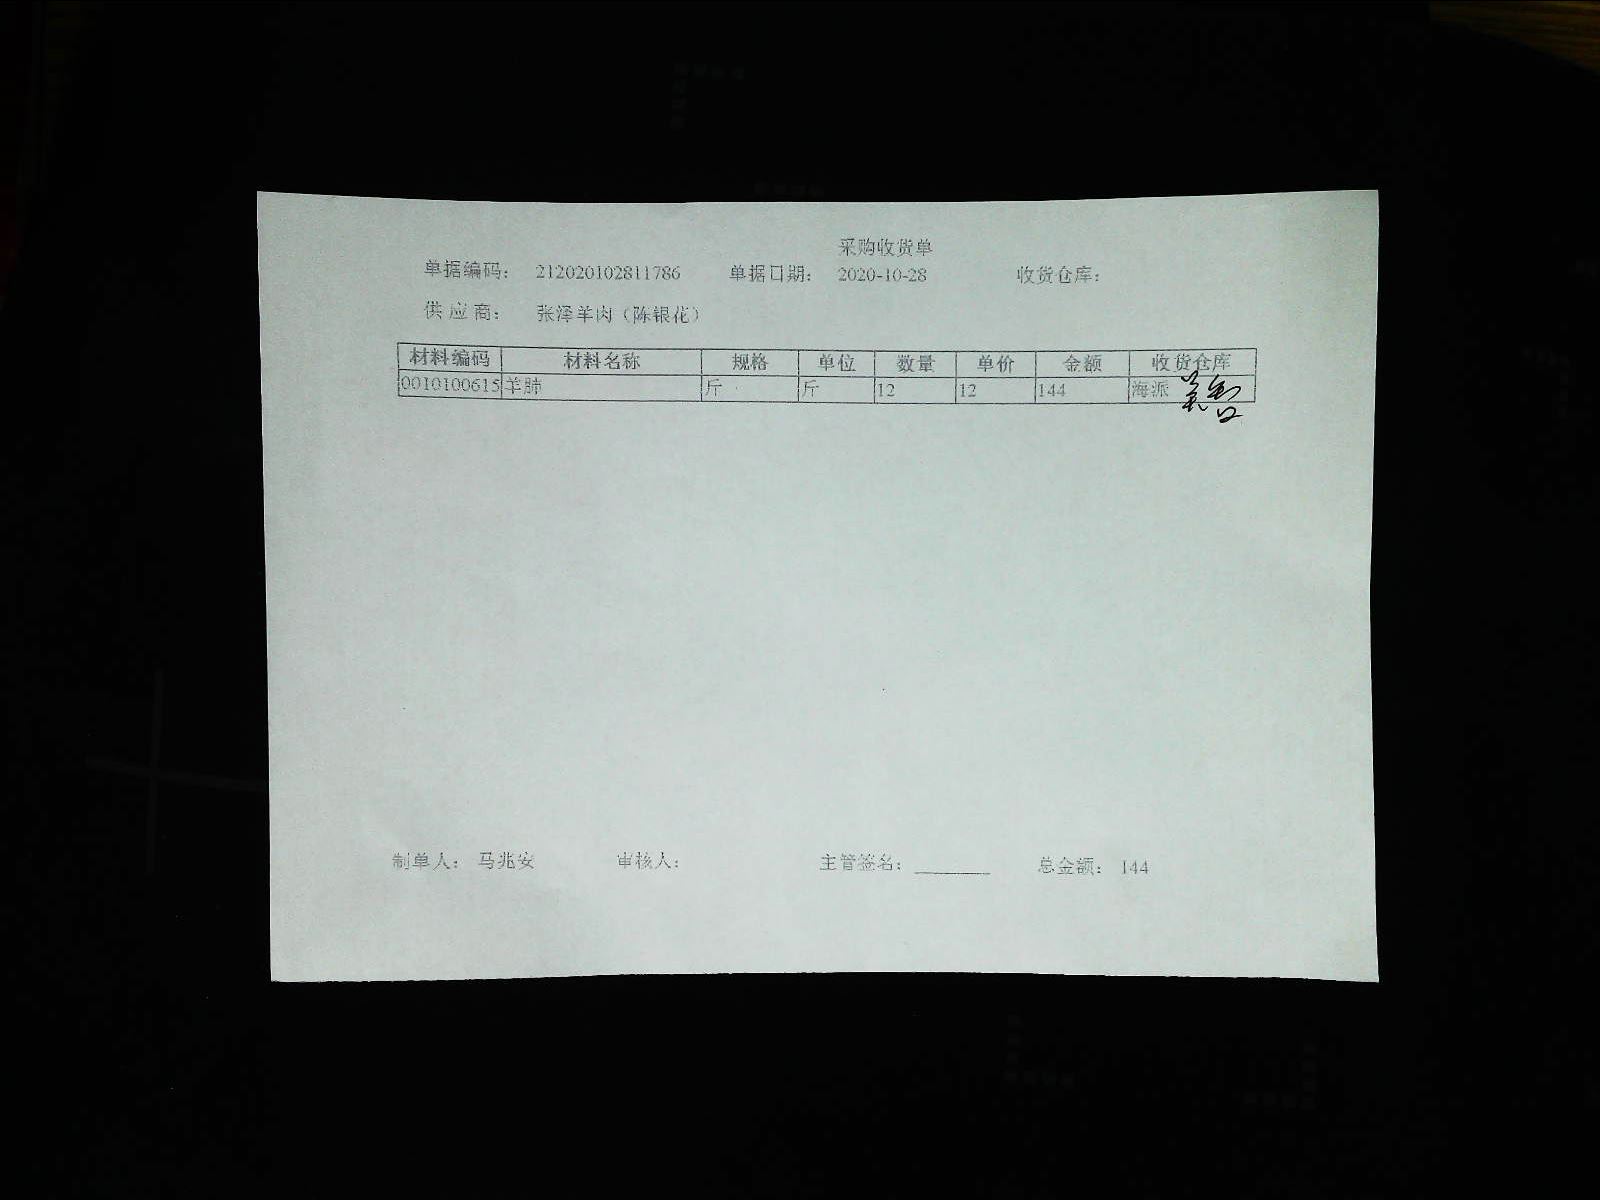 采购收货单
单据编码： 212020102811786 单据日期： 2020-10-28 收货仓库：
供应商： 张泽羊肉（陈银花）
材料编码 材料名称 规格 单位 数量 单价 金额 收货仓库
0010100615 羊肺 斤 斤 12 12 144 海派
制单人： 马兆安 审核人： 主管签名： 总金额： 144